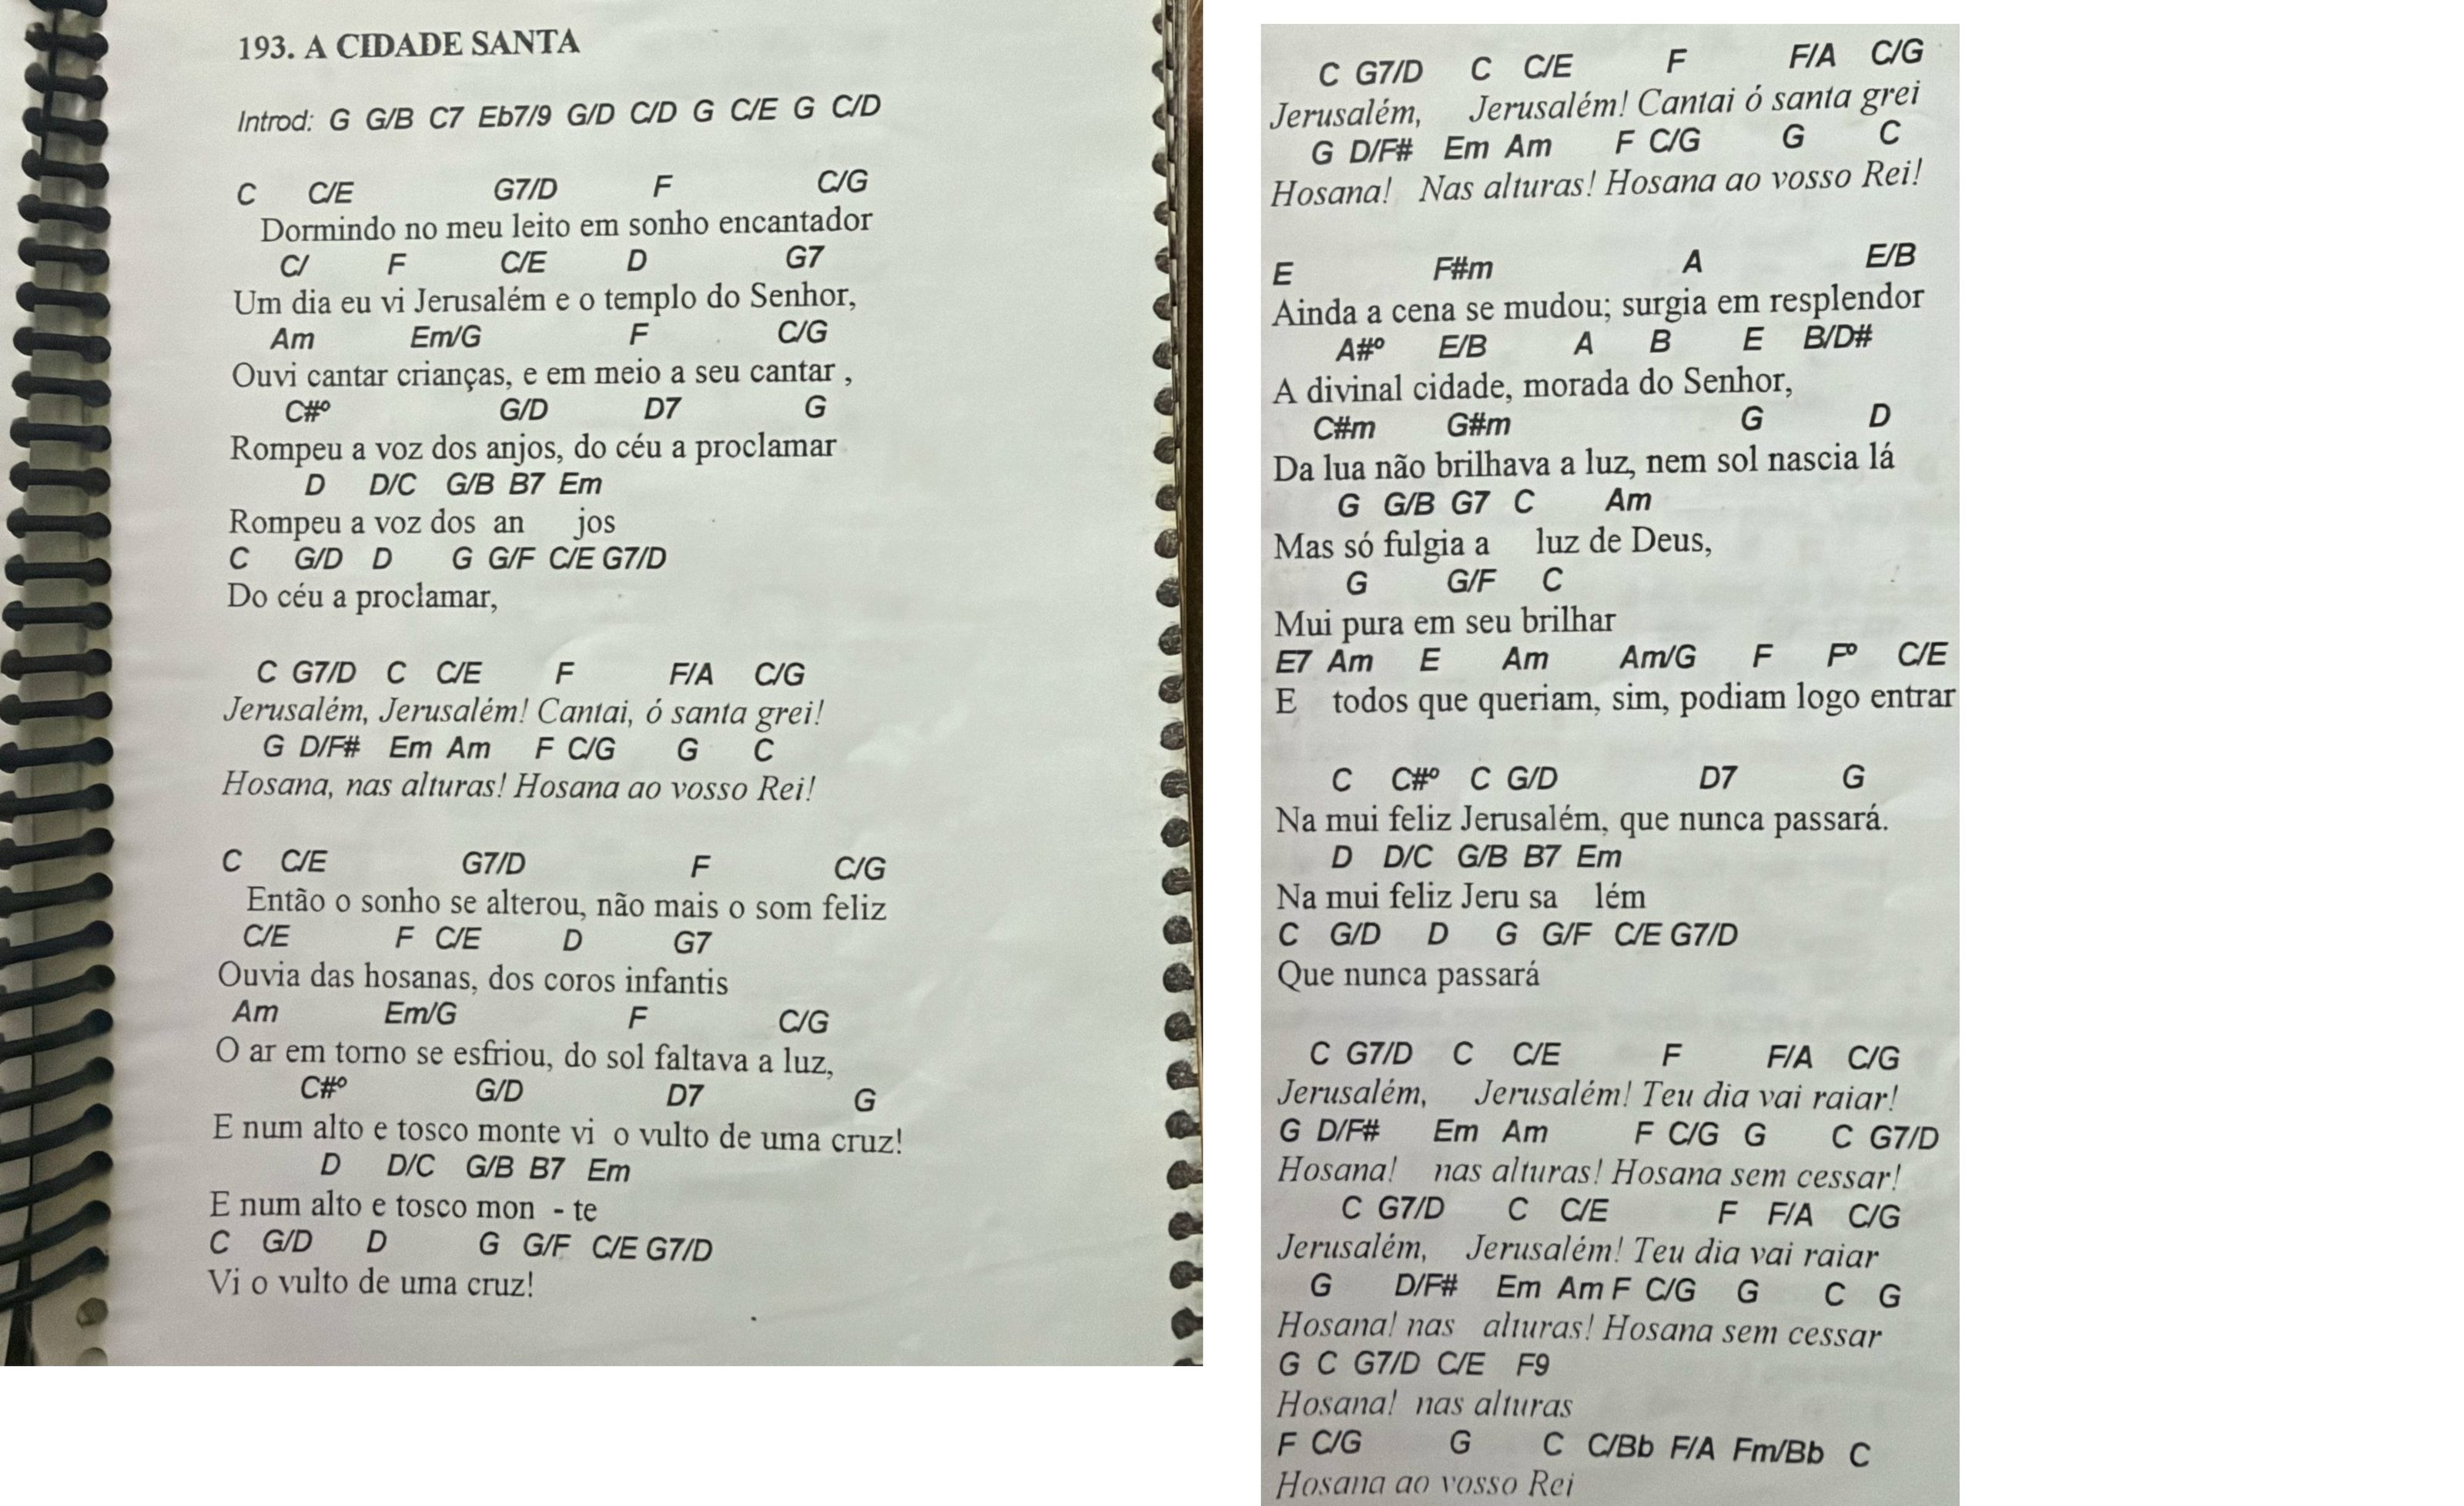 193. A CIDADE SANTA
Introd: G G/B C7 Eb7/9 G/D C/D G C/E G C/D
C C/E G7/D F C/G
Dormindo no meu leito em sonho encantador
C/ F C/E D G7
Um dia eu vi Jerusalém e o templo do Senhor,
Am Em/G F C/G
Ouvi cantar crianças, e em meio a seu cantar ,
C#º G/D D7 G
Rompeu a voz dos anjos, do céu a proclamar
D D/C G/B B7 Em
Rompeu a voz dos an jos
C G/D D G G/F C/E G7/D
Do céu a proclamar,
C G7/D C C/E F F/A C/G
Jerusalém, Jerusalém! Cantai, ó santa grei!
G D/F# Em Am F C/G G C
Hosana, nas alturas! Hosana ao vosso Rei!
C C/E G7/D F C/G
Então o sonho se alterou, não mais o som feliz
C/E F C/E D G7
Ouvia das hosanas, dos coros infantis
Am Em/G F C/G
O ar em torno se esfriou, do sol faltava a luz,
C#º G/D D7 G
E num alto e tosco monte vi o vulto de uma cruz!
D D/C G/B B7 Em
E num alto e tosco mon - te
C G/D D G G/F C/E G7/D
Vi o vulto de uma cruz!
C G7/D C C/E F F/A C/G
Jerusalém, Jerusalém! Cantai ó santa grei
G D/F# Em Am F C/G G C
Hosana! Nas alturas! Hosana ao vosso Rei!
E F#m A E/B
Ainda a cena se mudou; surgia em resplendor
A#º E/B A B E B/D#
A divinal cidade, morada do Senhor,
C#m G#m G D
Da lua não brilhava a luz, nem sol nascia lá
G G/B G7 C Am
Mas só fulgia a luz de Deus,
G G/F C
Mui pura em seu brilhar
E7 Am E Am Am/G F Fº C/E
E todos que queriam, sim, podiam logo entrar
C C#º C G/D D7 G
Na mui feliz Jerusalém, que nunca passará.
D D/C G/B B7 Em
Na mui feliz Jeru sa lém
C G/D D G G/F C/E G7/D
Que nunca passará
C G7/D C C/E F F/A C/G
Jerusalém, Jerusalém! Teu dia vai raiar!
G D/F# Em Am F C/G G C G7/D
Hosana! nas alturas! Hosana sem cessar!
C G7/D C C/E F F/A C/G
Jerusalém, Jerusalém! Teu dia vai raiar
G D/F# Em Am F C/G G C G
Hosana! nas alturas! Hosana sem cessar
G C G7/D C/E F9
Hosana! nas alturas
F C/G G C C/Bb F/A Fm/Bb C
Hosana ao vosso Rei